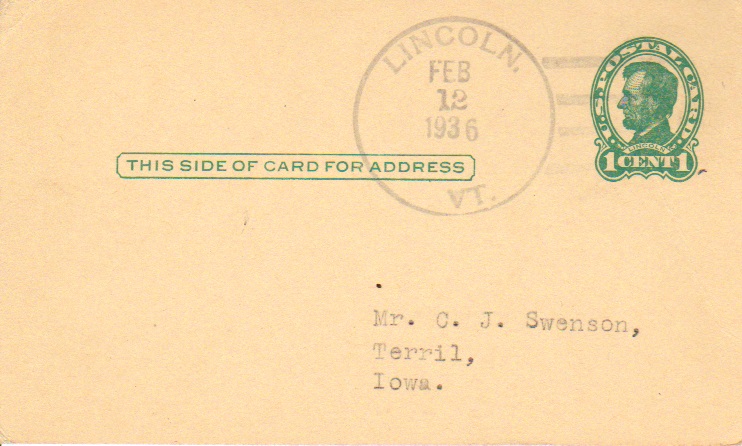 LINCOLN.
FEB
12
1936
VT.
U.S. POSTAL CARD
LINCOLN
1 CENT 1
THIS SIDE OF CARD FOR ADDRESS
Mr. C. J. Swenson,
Terril,
Iowa.